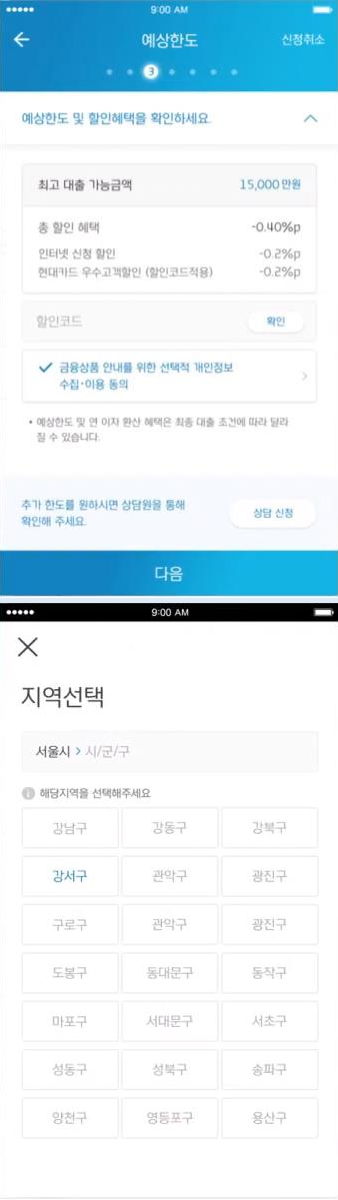 9:00 AM
예상한도
신청취소
3
예상한도 및 할인혜택을 확인하세요.
최고 대출 가능금액 15,000 만원
총 할인 혜택 -0.40%p
인터넷 신청 할인 -0.2%p
현대카드 우수고객할인 (할인코드적용) -0.2%p
할인코드 확인
금융상품 안내를 위한 선택적 개인정보
수집·이용 동의
• 예상한도 및 연 이자 환산 혜택은 최종 대출 조건에 따라 달라
질 수 있습니다.
추가 한도를 원하시면 상담원을 통해
확인해 주세요.
상담 신청
다음
9:00 AM
지역선택
서울시 > 시/군/구
해당지역을 선택해주세요
강남구 강동구 강북구
강서구 관악구 광진구
구로구 관악구 광진구
도봉구 동대문구 동작구
마포구 서대문구 서초구
성동구 성북구 송파구
양천구 영등포구 용산구